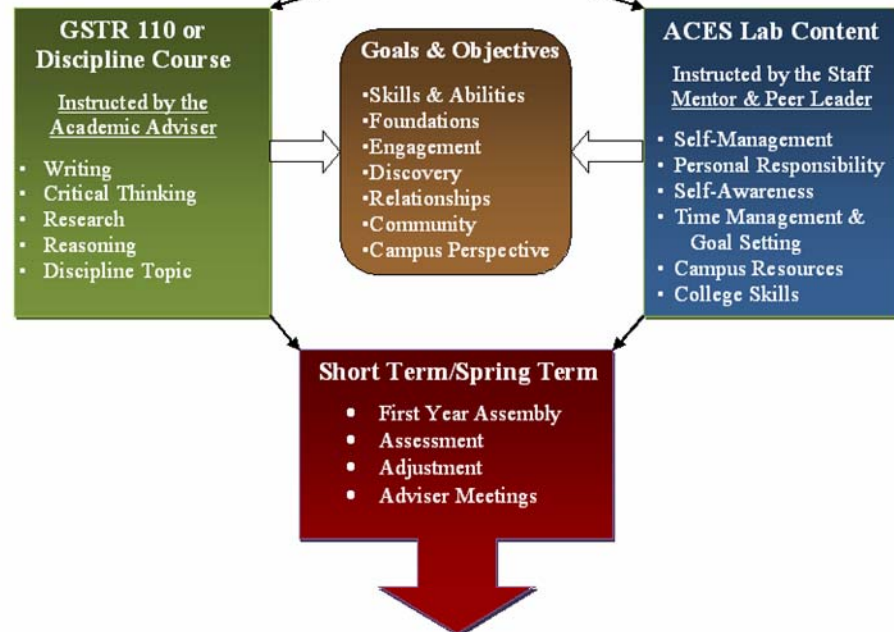 GSTR 110 or
Discipline Course
Instructed by the
Academic Adviser
• Writing
• Critical Thinking
• Research
• Reasoning
• Discipline Topic
Goals & Objectives
▪Skills & Abilities
▪Foundations
▪Engagement
▪Discovery
▪Relationships
▪Community
▪Campus Perspective
ACES Lab Content
Instructed by the Staff
Mentor & Peer Leader
• Self-Management
• Personal Responsibility
• Self-Awareness
• Time Management &
Goal Setting
• Campus Resources
• College Skills
Short Term/Spring Term
• First Year Assembly
• Assessment
• Adjustment
• Adviser Meetings